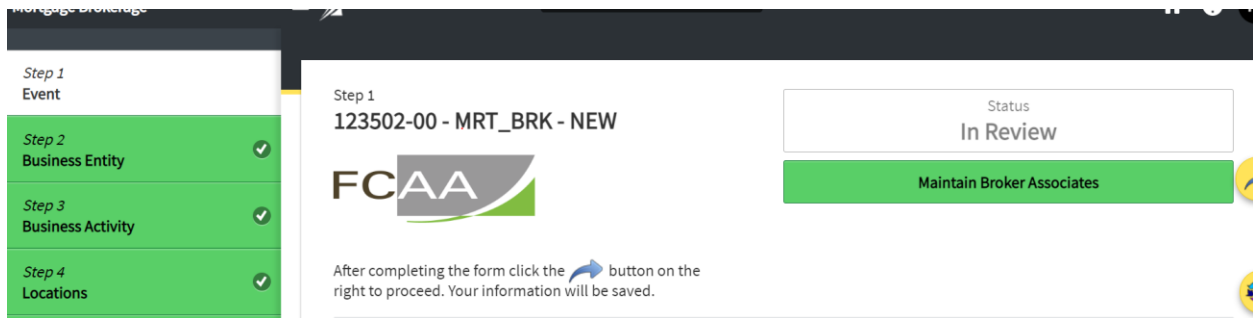 Mortgage Brokerage
Step 1
Event
Step 2
Business Entity
Step 3
Business Activity
Step 4
Locations
Step 1
123502-00 - MRT_BRK - NEW
FCAA
After completing the form click the button on the
right to proceed. Your information will be saved.
Status
In Review
Maintain Broker Associates